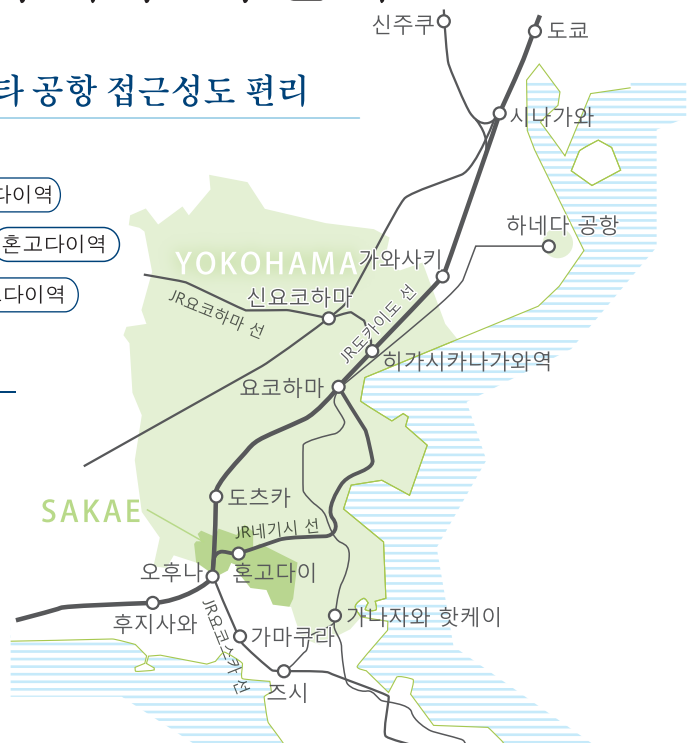 신주쿠
도쿄
타 공항 접근성도 편리
시나가와
다이역
하네다 공항
혼고다이역
YOKOHAMA
가와사키
신요코하마
다이역
JR요코하마 선
JR도카이도 선
히가시카나가와역
요코하마
도츠카
SAKAE
JR네기시 선
오후나
혼고다이
후지사와
가나자와 핫케이
JR요코스카 선
가마쿠라
즈시